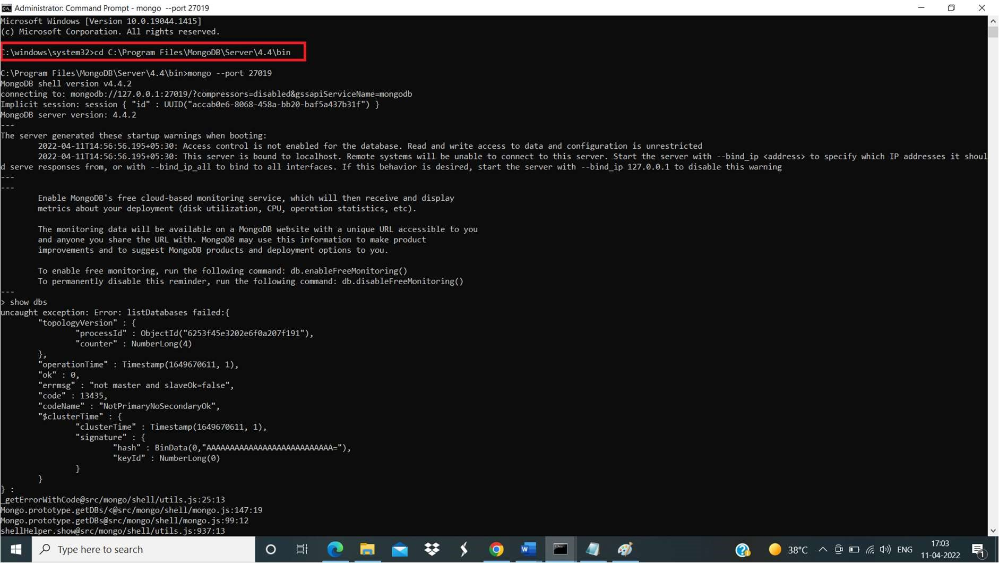 Administrator: Command Prompt - mongo  --port 27019
Microsoft Windows [Version 10.0.19044.1415]
(c) Microsoft Corporation. All rights reserved.
C:\windows\system32>cd C:\Program Files\MongoDB\Server\4.4\bin
C:\Program Files\MongoDB\Server\4.4\bin>mongo --port 27019
MongoDB shell version v4.4.2
connecting to: mongodb://127.0.0.1:27019/?compressors=disabled&gssapiServiceName=mongodb
Implicit session: session { "id" : UUID("accab0e6-8068-458a-bb20-baf5a437b31f") }
MongoDB server version: 4.4.2
---
The server generated these startup warnings when booting:
        2022-04-11T14:56:56.195+05:30: Access control is not enabled for the database. Read and write access to data and configuration is unrestricted
        2022-04-11T14:56:56.195+05:30: This server is bound to localhost. Remote systems will be unable to connect to this server. Start the server with --bind_ip <address> to specify which IP addresses it shoul
d serve responses from, or with --bind_ip_all to bind to all interfaces. If this behavior is desired, start the server with --bind_ip 127.0.0.1 to disable this warning
---
---
        Enable MongoDB's free cloud-based monitoring service, which will then receive and display
        metrics about your deployment (disk utilization, CPU, operation statistics, etc).
        The monitoring data will be available on a MongoDB website with a unique URL accessible to you
        and anyone you share the URL with. MongoDB may use this information to make product
        improvements and to suggest MongoDB products and deployment options to you.
        To enable free monitoring, run the following command: db.enableFreeMonitoring()
        To permanently disable this reminder, run the following command: db.disableFreeMonitoring()
---
> show dbs
uncaught exception: Error: listDatabases failed:{
        "topologyVersion" : {
                "processId" : ObjectId("6253f45e3202e6f0a207f191"),
                "counter" : NumberLong(4)
        },
        "operationTime" : Timestamp(1649670611, 1),
        "ok" : 0,
        "errmsg" : "not master and slaveOk=false",
        "code" : 13435,
        "codeName" : "NotPrimaryNoSecondaryOk",
        "$clusterTime" : {
                "clusterTime" : Timestamp(1649670611, 1),
                "signature" : {
                        "hash" : BinData(0,"AAAAAAAAAAAAAAAAAAAAAAAAAAA="),
                        "keyId" : NumberLong(0)
                }
        }
} :
_getErrorWithCode@src/mongo/shell/utils.js:25:13
Mongo.prototype.getDBs/<@src/mongo/shell/mongo.js:147:19
Mongo.prototype.getDBs@src/mongo/shell/mongo.js:99:12
shellHelper.show@src/mongo/shell/utils.js:937:13
Type here to search
38°C
ENG
17:03
11-04-2022
1